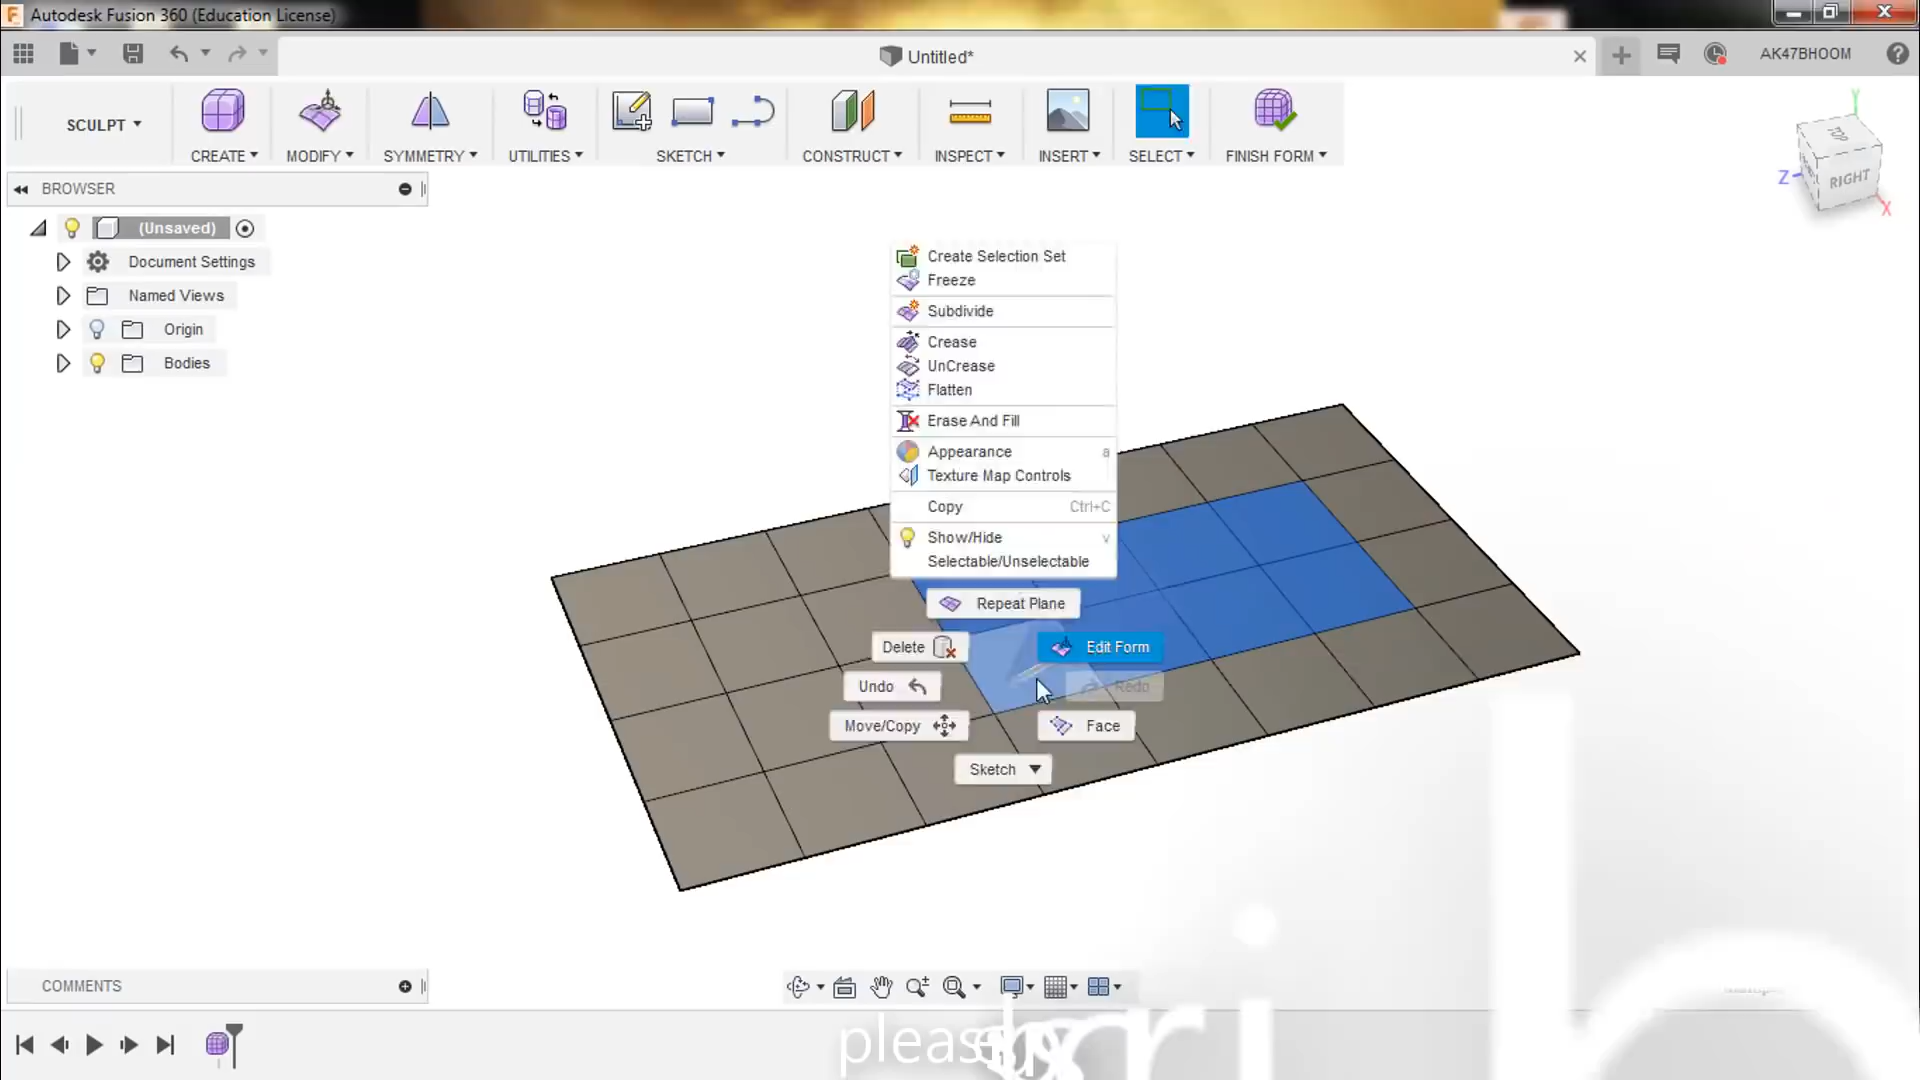 Autodesk Fusion 360 (Education License)
Untitled*
AK47BHOOM
SCULPT
CREATE
MODIFY
SYMMETRY
UTILITIES
SKETCH
CONSTRUCT
INSPECT
INSERT
SELECT
FINISH FORM
TOP
RIGHT
Z
Y
X
BROWSER
(Unsaved)
Document Settings
Named Views
Origin
Bodies
Create Selection Set
Freeze
Subdivide
Crease
UnCrease
Flatten
Erase And Fill
Appearance a
Texture Map Controls
Copy Ctrl+C
Show/Hide v
Selectable/Unselectable
Repeat Plane
Delete
Edit Form
Undo
Redo
Move/Copy
Face
Sketch
COMMENTS